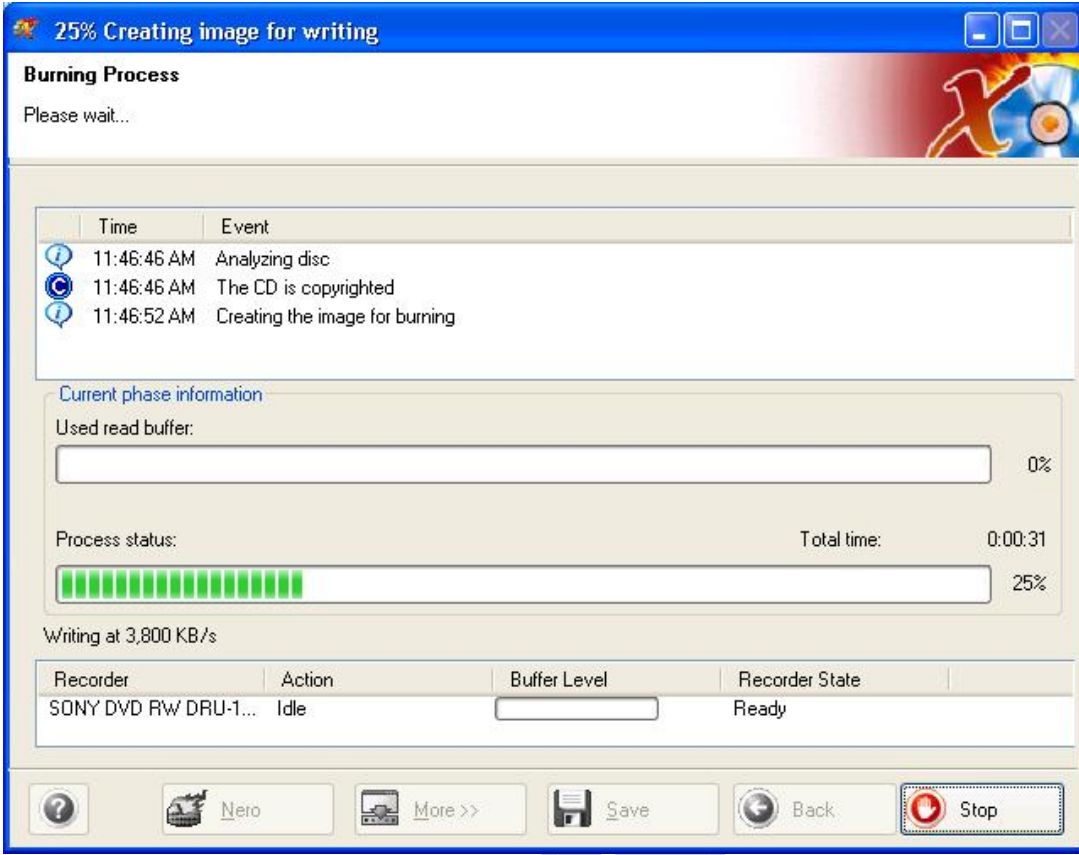 25% Creating image for writing
Burning Process
Please wait...
Time Event
11:46:46 AM Analyzing disc
11:46:46 AM The CD is copyrighted
11:46:52 AM Creating the image for burning
Current phase information
Used read buffer:
0%
Process status: Total time: 0:00:31
25%
Writing at 3,800 KB/s
Recorder Action Buffer Level Recorder State
SONY DVD RW DRU-1... Idle Ready
Nero More >> Save Back Stop